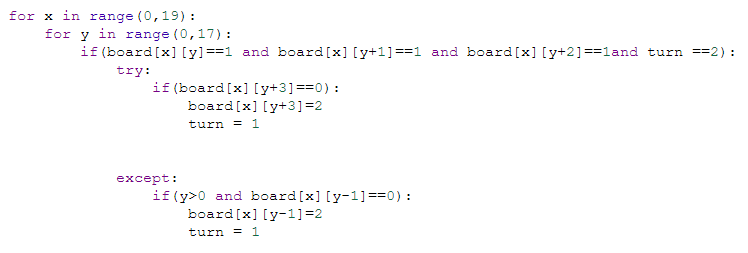 for x in range(0,19):
    for y in range(0,17):
        if(board[x][y]==1 and board[x][y+1]==1 and board[x][y+2]==1and turn ==2):
            try:
                if(board[x][y+3]==0):
                    board[x][y+3]=2
                    turn = 1
            except:
                if(y>0 and board[x][y-1]==0):
                    board[x][y-1]=2
                    turn = 1